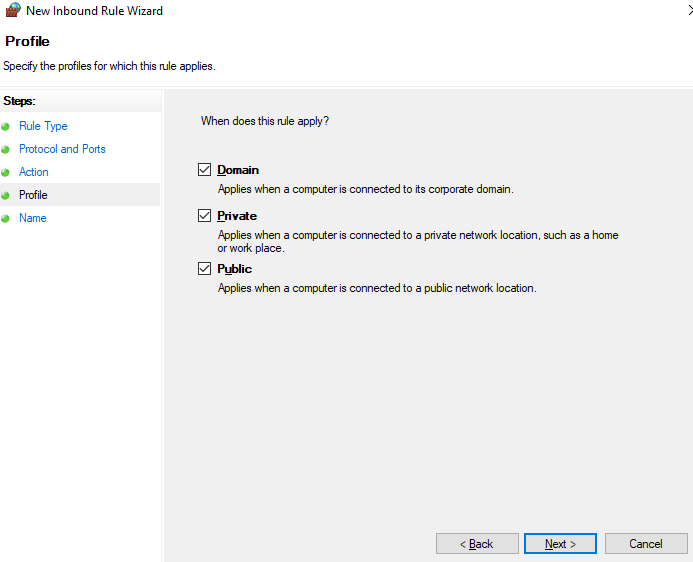 New Inbound Rule Wizard
Profile
Specify the profiles for which this rule applies.
Steps:
Rule Type
Protocol and Ports
Action
Profile
Name
When does this rule apply?
Domain
Applies when a computer is connected to its corporate domain.
Private
Applies when a computer is connected to a private network location, such as a home
or work place.
Public
Applies when a computer is connected to a public network location.
< Back
Next >
Cancel